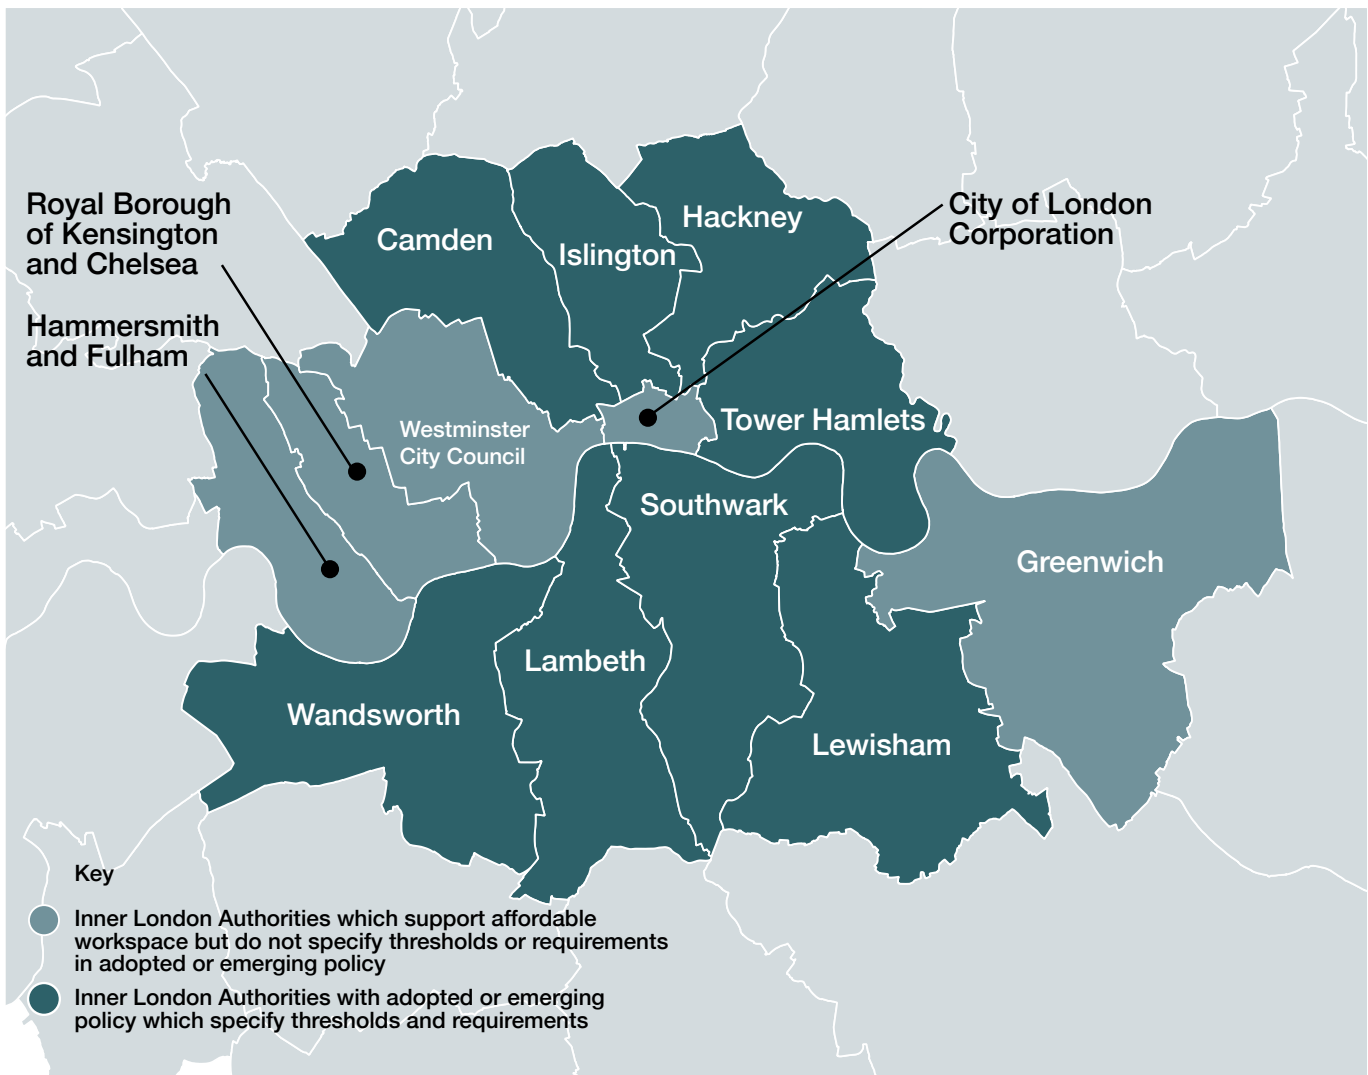 Royal Borough
of Kensington
and Chelsea
Hammersmith
and Fulham
Camden
Islington
Hackney
City of London
Corporation
Westminster
City Council
Tower Hamlets
Southwark
Greenwich
Lambeth
Wandsworth
Lewisham
Key
Inner London Authorities which support affordable
workspace but do not specify thresholds or requirements
in adopted or emerging policy
Inner London Authorities with adopted or emerging
policy which specify thresholds and requirements